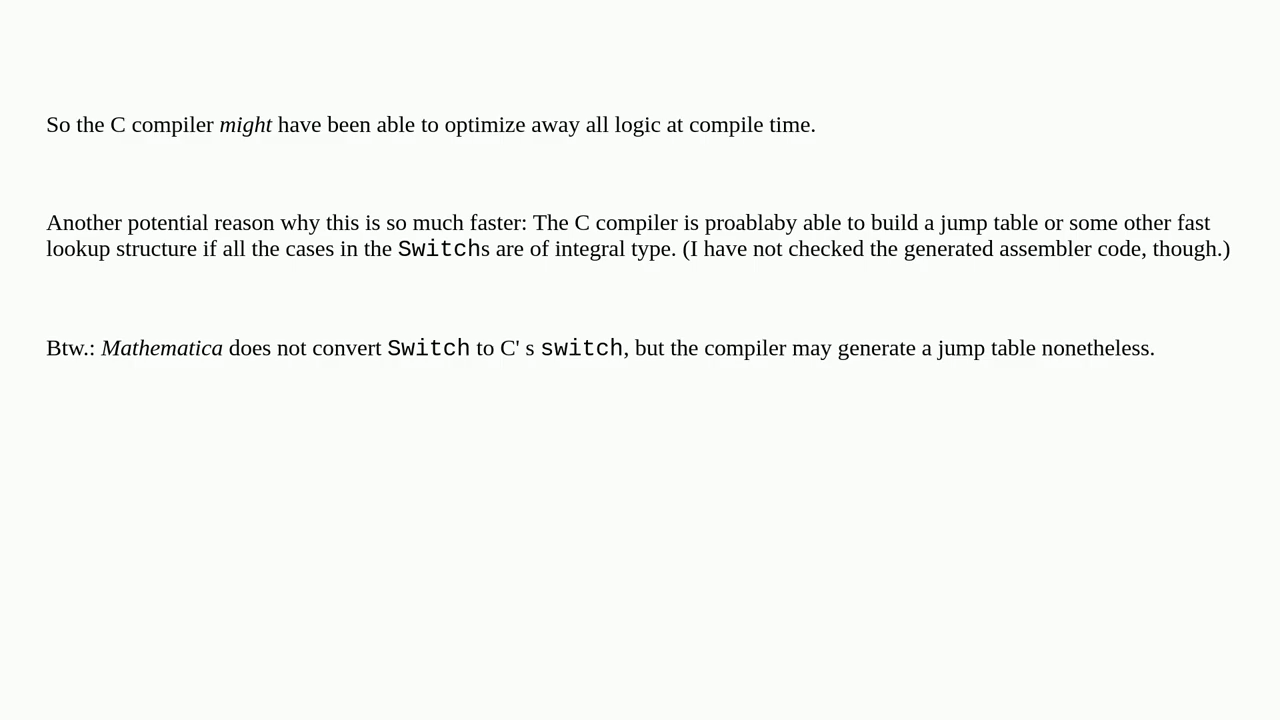 So the C compiler might have been able to optimize away all logic at compile time.
Another potential reason why this is so much faster: The C compiler is proablaby able to build a jump table or some other fast
lookup structure if all the cases in the Switchs are of integral type. (I have not checked the generated assembler code, though.)
Btw.: Mathematica does not convert Switch to C' s switch, but the compiler may generate a jump table nonetheless.